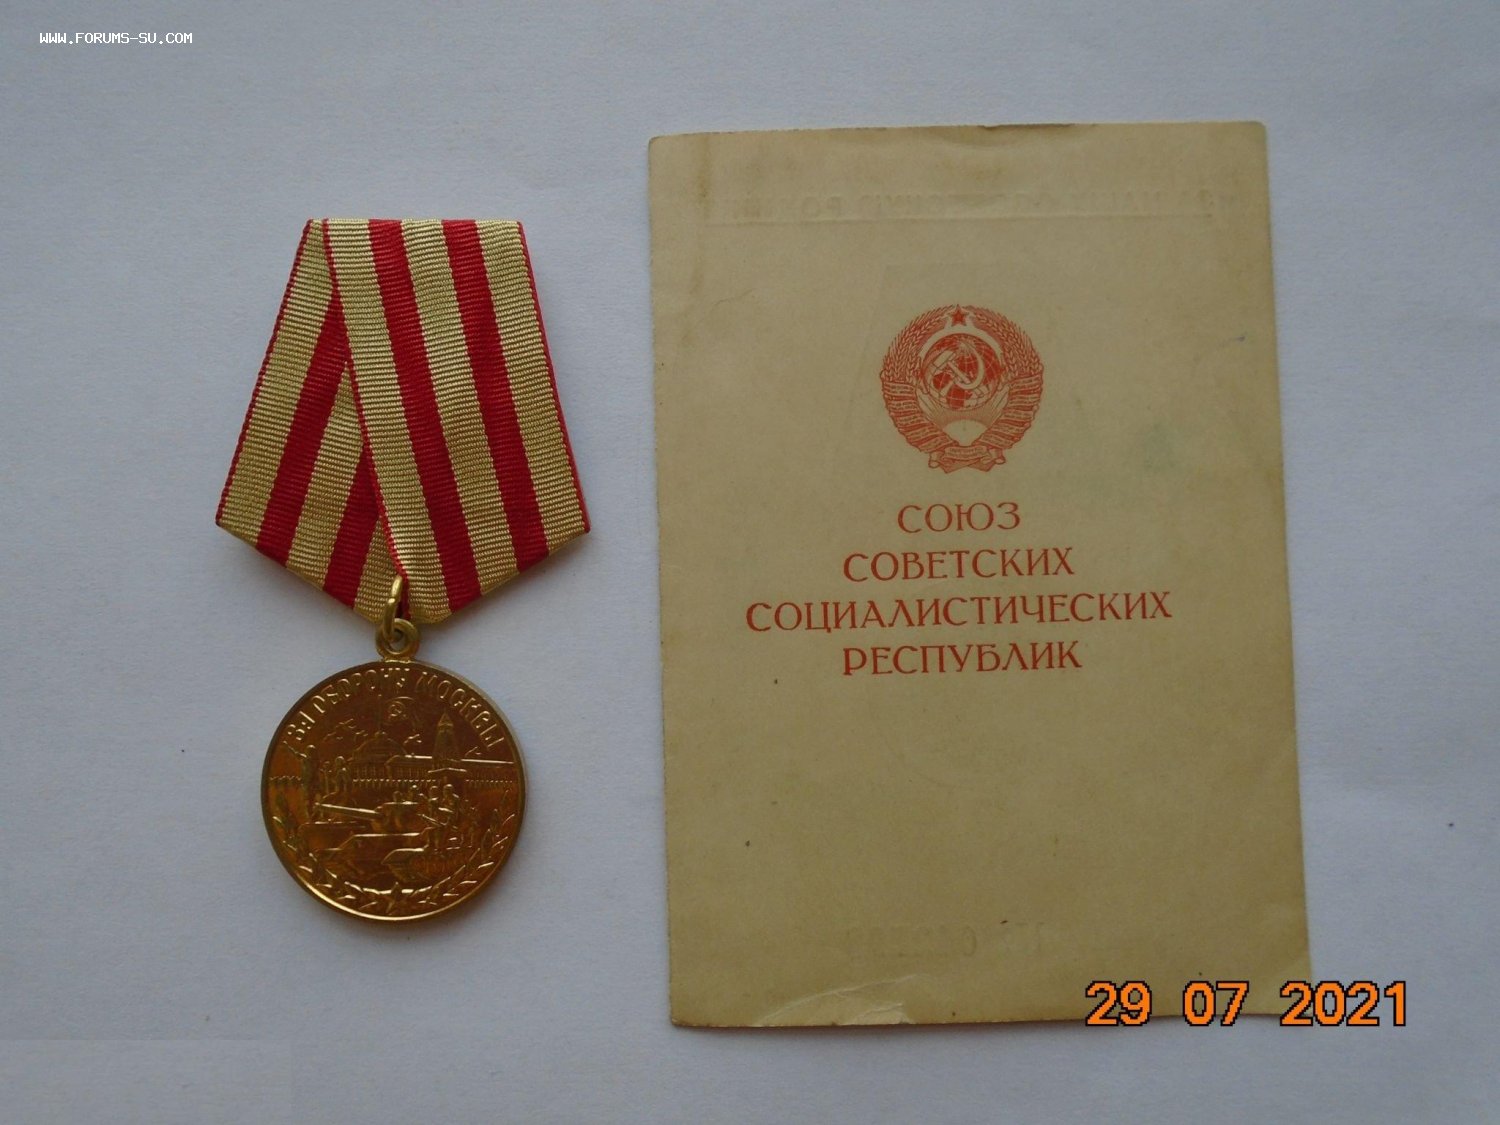 WWW.FORUMS-SU.COM
ЗА ОБОРОНУ МОСКВЫ
СОЮЗ
СОВЕТСКИХ
СОЦИАЛИСТИЧЕСКИХ
РЕСПУБЛИК
29 07 2021